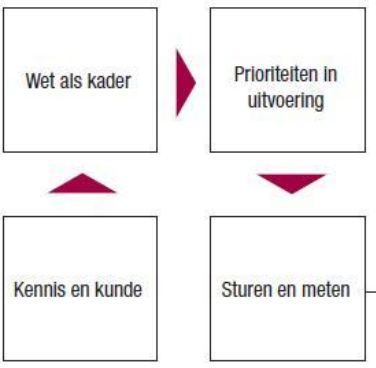 Wet als kader
Prioriteiten in
uitvoering
Kennis en kunde
Sturen en meten